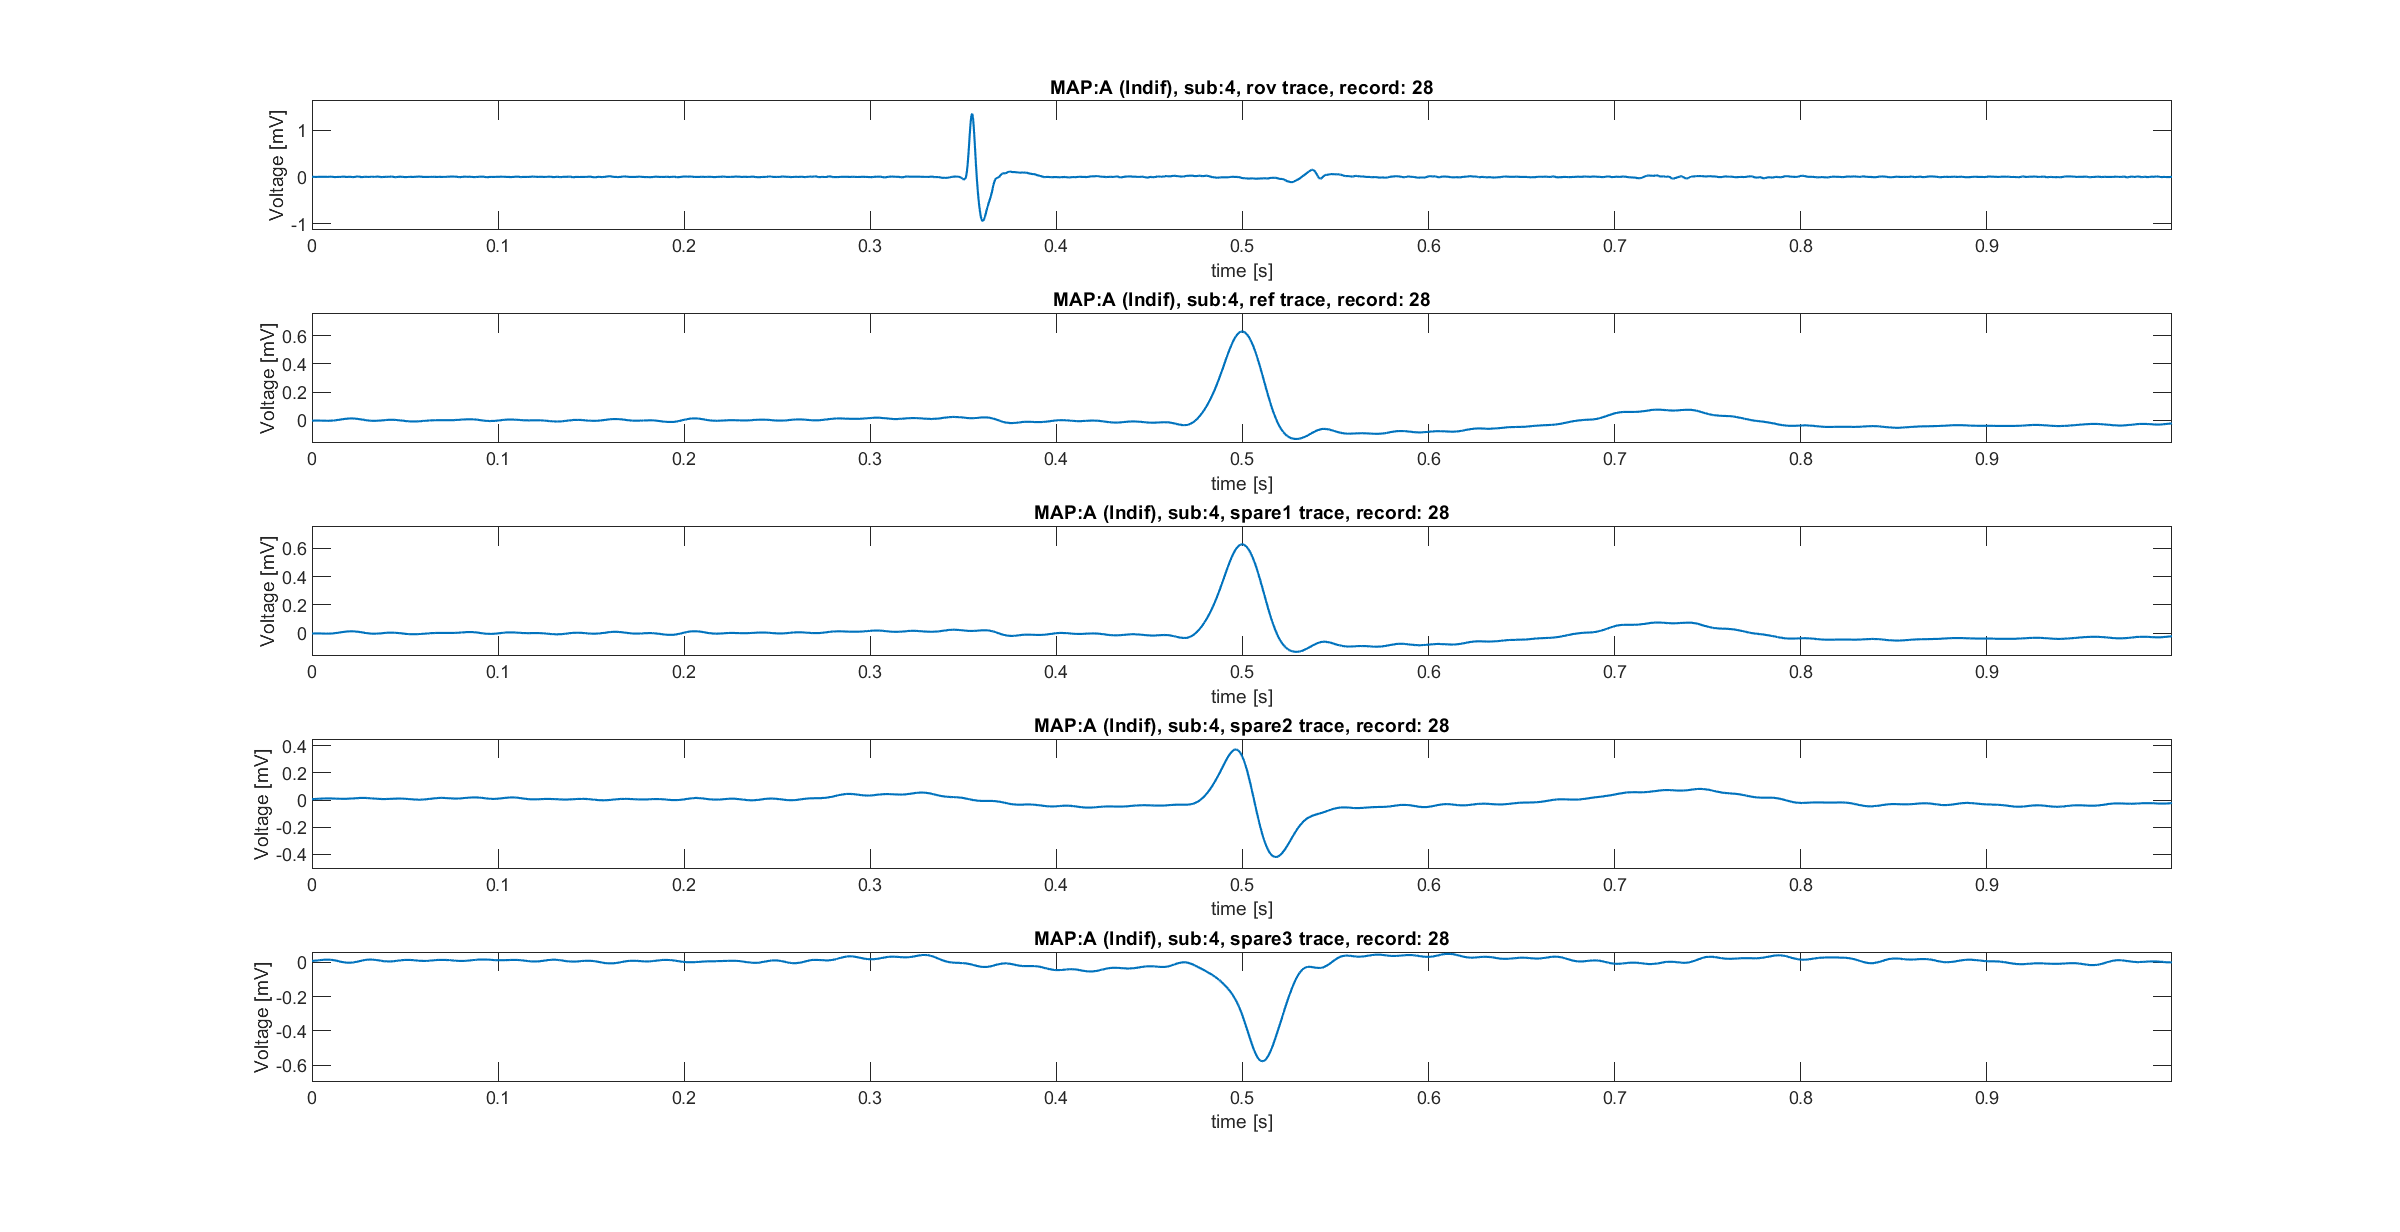 MAP:A (Indif), sub:4, rov trace, record: 28
Voltage [mV]
1
0
-1
0 0.1 0.2 0.3 0.4 0.5 0.6 0.7 0.8 0.9
time [s]
MAP:A (Indif), sub:4, ref trace, record: 28
Voltage [mV]
0.6
0.4
0.2
0
0 0.1 0.2 0.3 0.4 0.5 0.6 0.7 0.8 0.9
time [s]
MAP:A (Indif), sub:4, spare1 trace, record: 28
Voltage [mV]
0.6
0.4
0.2
0
0 0.1 0.2 0.3 0.4 0.5 0.6 0.7 0.8 0.9
time [s]
MAP:A (Indif), sub:4, spare2 trace, record: 28
Voltage [mV]
0.4
0.2
0
-0.2
-0.4
0 0.1 0.2 0.3 0.4 0.5 0.6 0.7 0.8 0.9
time [s]
MAP:A (Indif), sub:4, spare3 trace, record: 28
Voltage [mV]
0
-0.2
-0.4
-0.6
0 0.1 0.2 0.3 0.4 0.5 0.6 0.7 0.8 0.9
time [s]